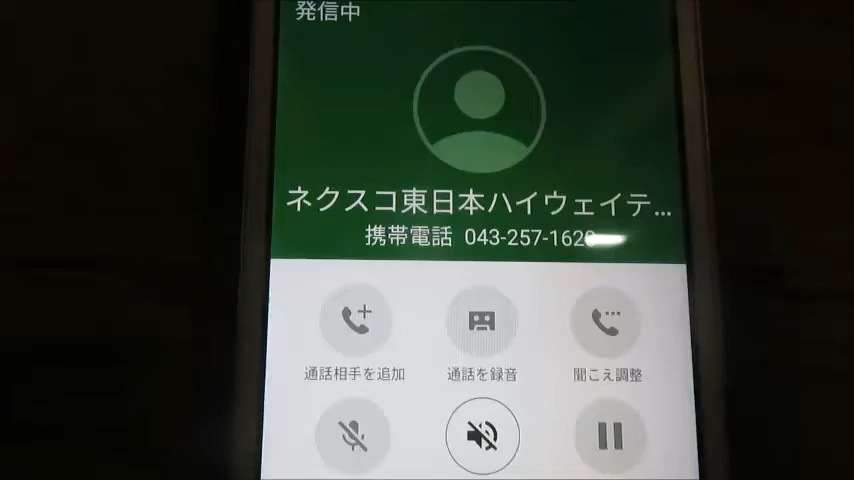 発信中
ネクスコ東日本ハイウェイテ...
携帯電話 043-257-162
通話相手を追加
通話を録音
聞こえ調整